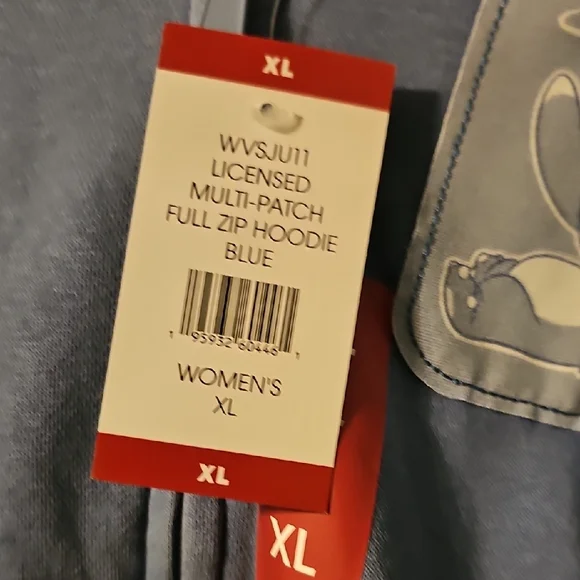 XL
WVSJU11
LICENSED
MULTI-PATCH
FULL ZIP HOODIE
BLUE
1 95932 60446 1
WOMEN'S
XL
XL
XL